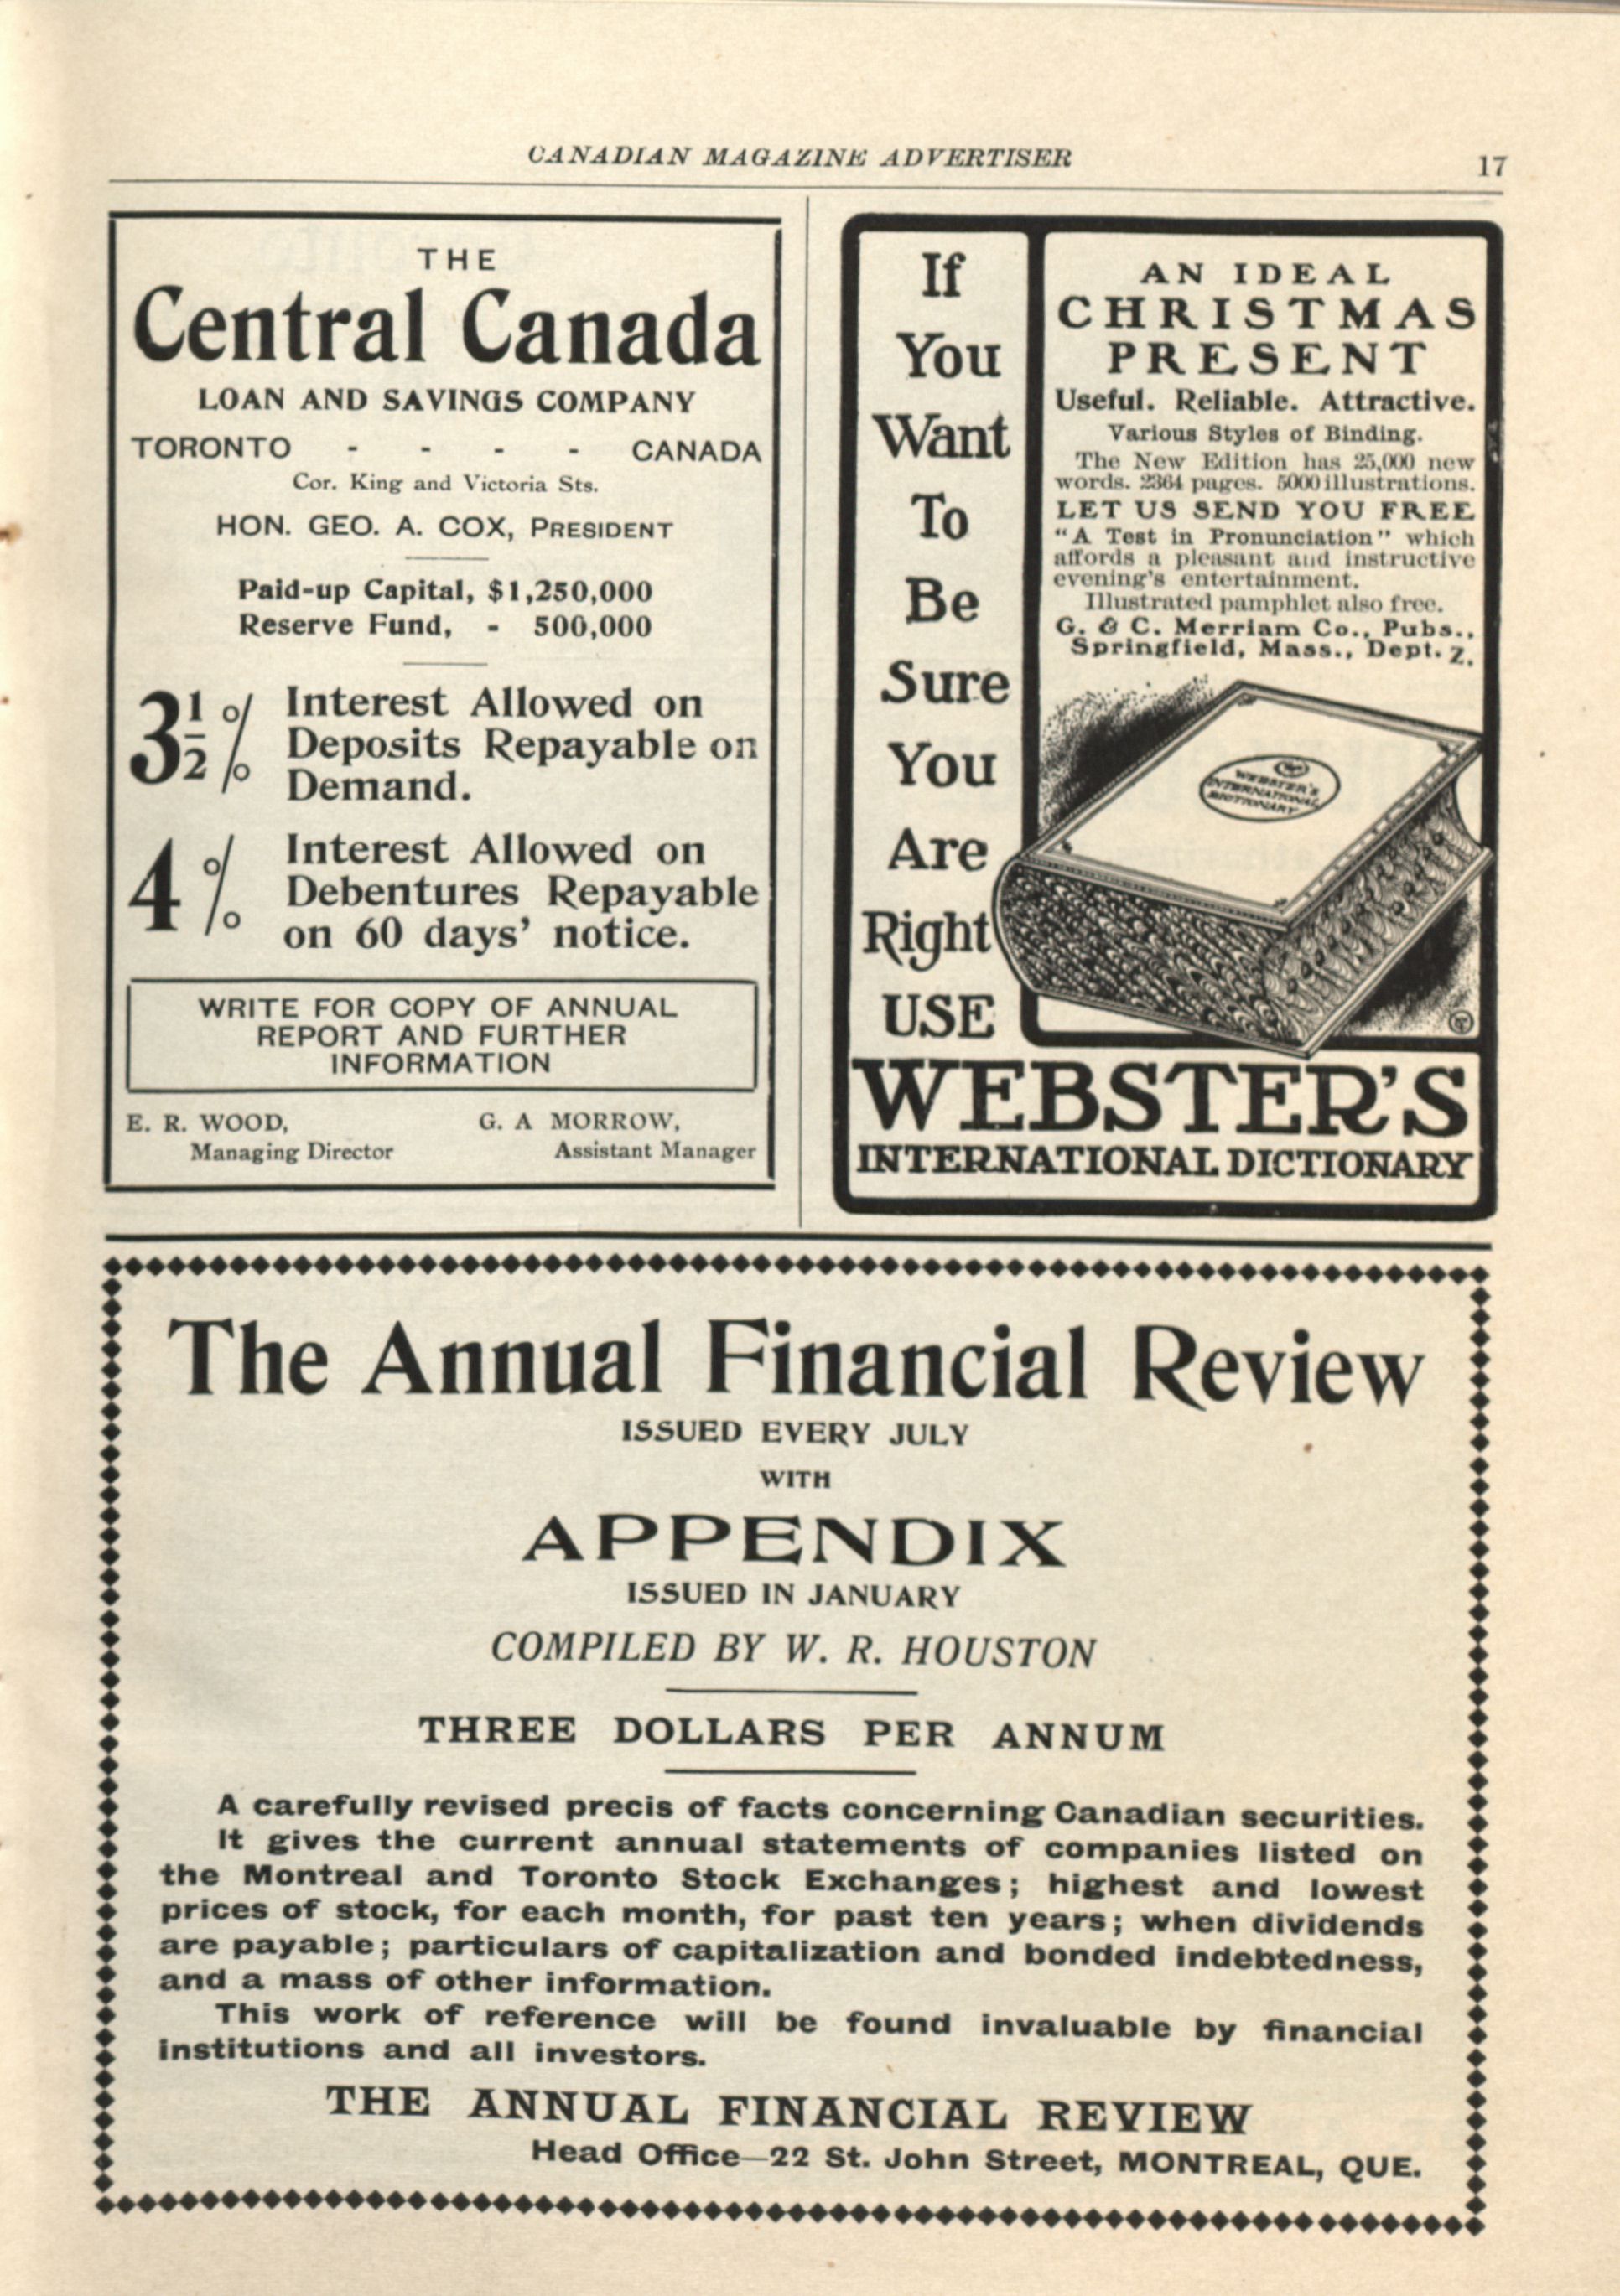 CANADIAN MAGAZINE ADVERTISER
17
THE
Central Canada
LOAN AND SAVINGS COMPANY
TORONTO - - - - CANADA
Cor. King and Victoria Sts.
HON. GEO. A. COX, PRESIDENT
Paid-up Capital, $1,250,000
Reserve Fund, - 500,000
3½% Interest Allowed on
Deposits Repayable on
Demand.
4% Interest Allowed on
Debentures Repayable
on 60 days' notice.
WRITE FOR COPY OF ANNUAL
REPORT AND FURTHER
INFORMATION
E. R. WOOD, G. A MORROW,
Managing Director Assistant Manager
If
You
Want
To
Be
Sure
You
Are
Right
USE
AN IDEAL
CHRISTMAS
PRESENT
Useful. Reliable. Attractive.
Various Styles of Binding.
The New Edition has 25,000 new
words. 2364 pages. 5000 illustrations.
LET US SEND YOU FREE
"A Test in Pronunciation" which
affords a pleasant and instructive
evening's entertainment.
Illustrated pamphlet also free.
G. & C. Merriam Co., Pubs.,
Springfield, Mass., Dept. Z.
WEBSTER'S
INTERNATIONAL
DICTIONARY
WEBSTER'S
INTERNATIONAL DICTIONARY
The Annual Financial Review
ISSUED EVERY JULY
WITH
APPENDIX
ISSUED IN JANUARY
COMPILED BY W. R. HOUSTON
THREE DOLLARS PER ANNUM
A carefully revised precis of facts concerning Canadian securities.
It gives the current annual statements of companies listed on
the Montreal and Toronto Stock Exchanges; highest and lowest
prices of stock, for each month, for past ten years; when dividends
are payable; particulars of capitalization and bonded indebtedness,
and a mass of other information.
This work of reference will be found invaluable by financial
institutions and all investors.
THE ANNUAL FINANCIAL REVIEW
Head Office—22 St. John Street, MONTREAL, QUE.